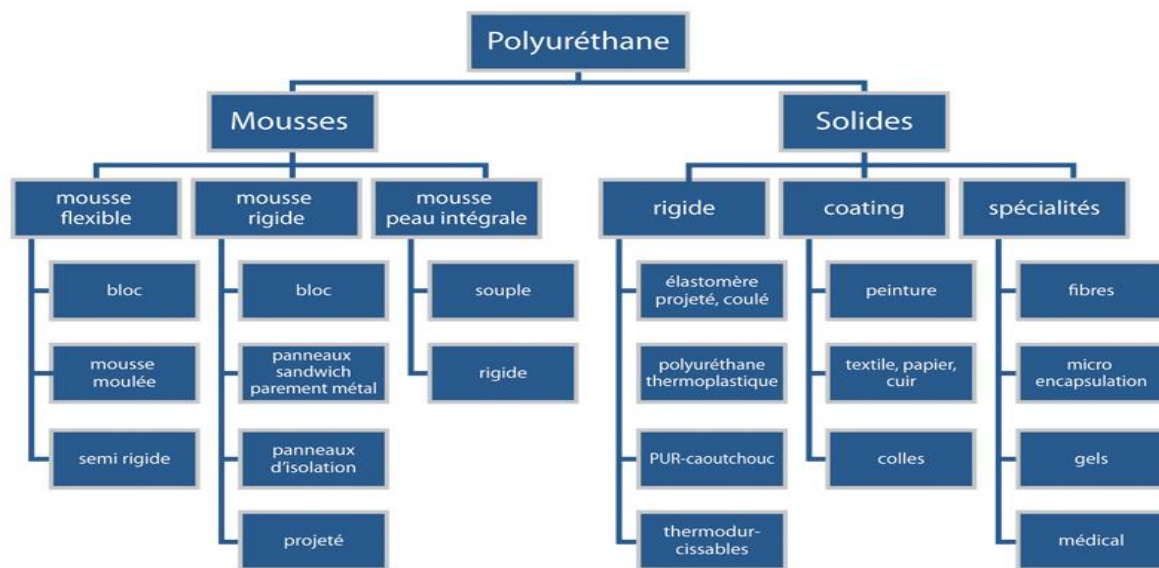 Polyuréthane
Mousses
Solides
mousse
flexible
mousse
rigide
mousse
peau intégrale
rigide
coating
spécialités
bloc
bloc
souple
élastomère
projeté, coulé
peinture
fibres
mousse
moulée
panneaux
sandwich
parement métal
rigide
polyuréthane
thermoplastique
textile, papier,
cuir
micro
encapsulation
semi rigide
panneaux
d'isolation
PUR-caoutchouc
colles
gels
projeté
thermodur-
cissables
médical